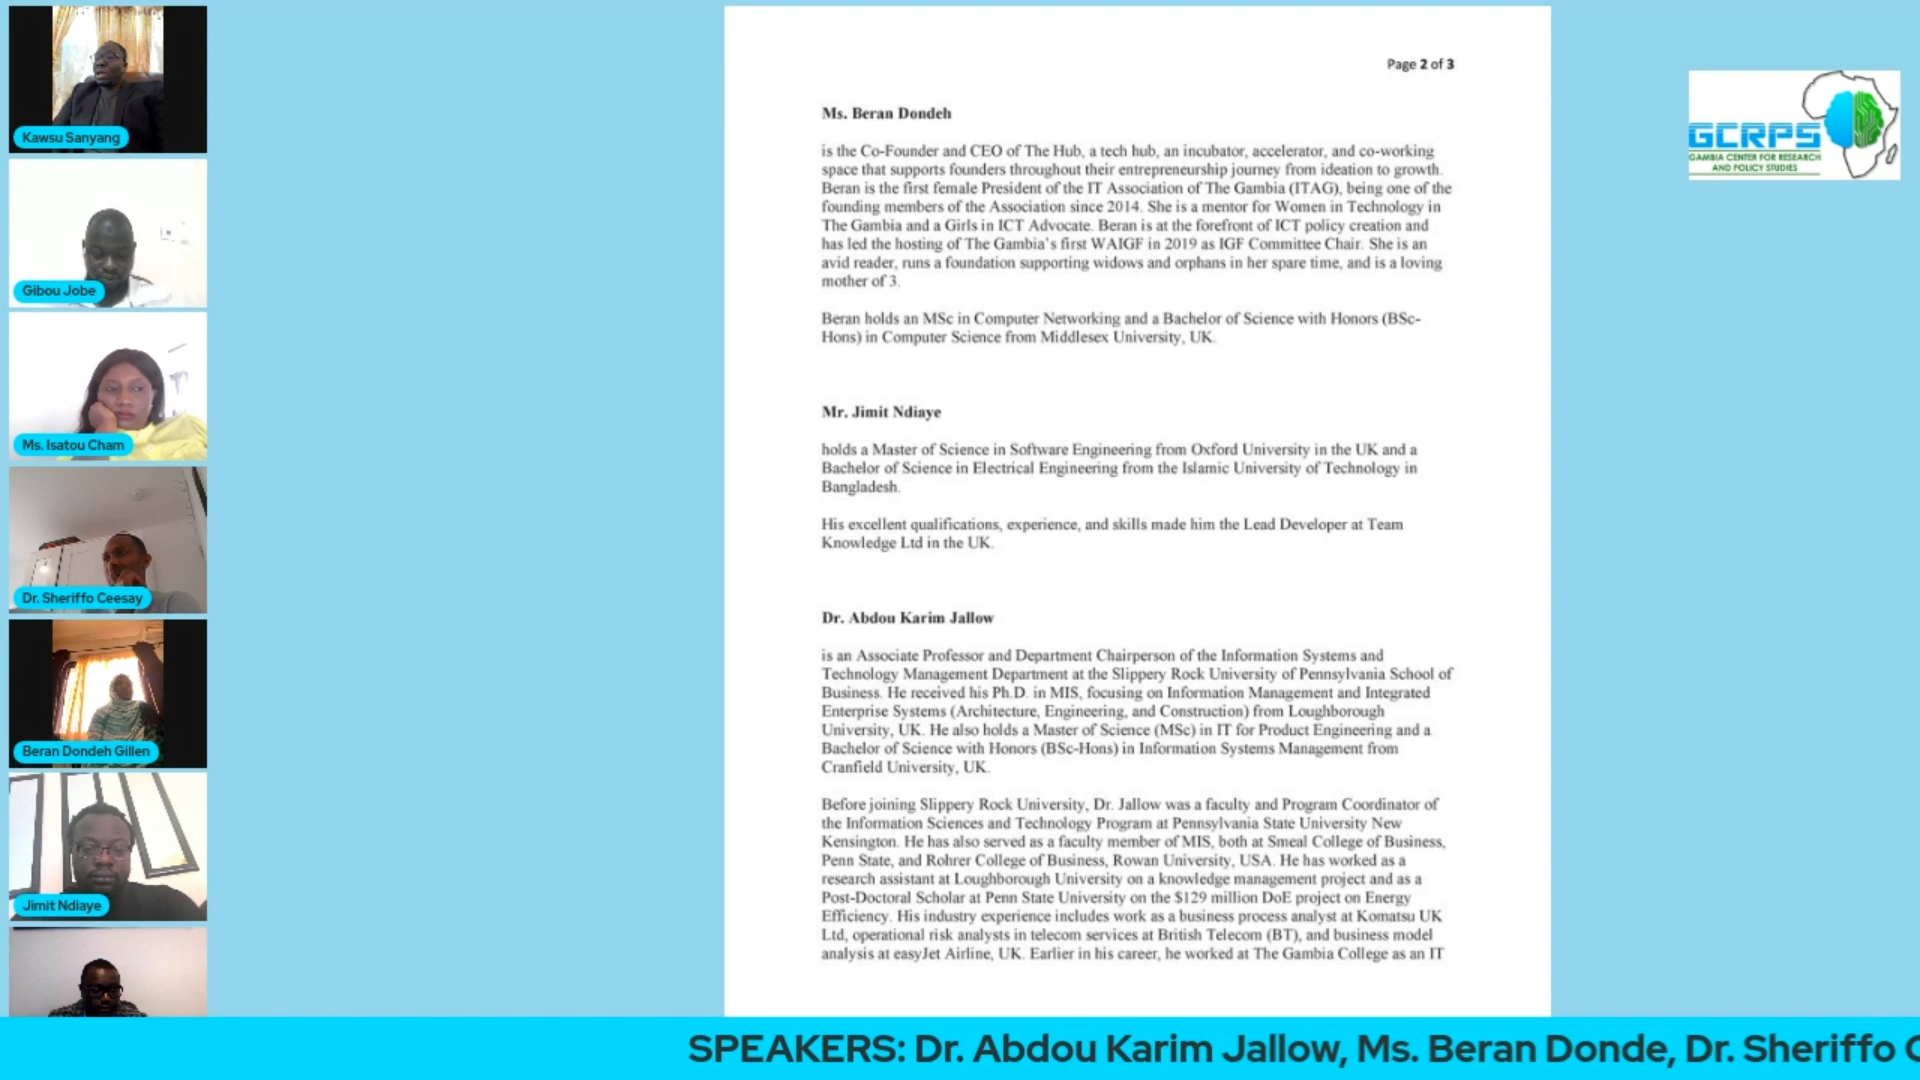 Kawsu Sanyang
Gibou Jobe
Ms. Isatou Cham
Dr. Sheriffo Ceesay
Beran Dondeh Gillen
Jimit Ndiaye
Page 2 of 3
Ms. Beran Dondeh
is the Co-Founder and CEO of The Hub, a tech hub, an incubator, accelerator, and co-working
space that supports founders throughout their entrepreneurship journey from ideation to growth.
Beran is the first female President of the IT Association of The Gambia (ITAG), being one of the
founding members of the Association since 2014. She is a mentor for Women in Technology in
The Gambia and a Girls in ICT Advocate. Beran is at the forefront of ICT policy creation and
has led the hosting of The Gambia's first WAIGF in 2019 as IGF Committee Chair. She is an
avid reader, runs a foundation supporting widows and orphans in her spare time, and is a loving
mother of 3.
Beran holds an MSc in Computer Networking and a Bachelor of Science with Honors (BSc-
Hons) in Computer Science from Middlesex University, UK.
Mr. Jimit Ndiaye
holds a Master of Science in Software Engineering from Oxford University in the UK and a
Bachelor of Science in Electrical Engineering from the Islamic University of Technology in
Bangladesh.
His excellent qualifications, experience, and skills made him the Lead Developer at Team
Knowledge Ltd in the UK.
Dr. Abdou Karim Jallow
is an Associate Professor and Department Chairperson of the Information Systems and
Technology Management Department at the Slippery Rock University of Pennsylvania School of
Business. He received his Ph.D. in MIS, focusing on Information Management and Integrated
Enterprise Systems (Architecture, Engineering, and Construction) from Loughborough
University, UK. He also holds a Master of Science (MSc) in IT for Product Engineering and a
Bachelor of Science with Honors (BSc-Hons) in Information Systems Management from
Cranfield University, UK.
Before joining Slippery Rock University, Dr. Jallow was a faculty and Program Coordinator of
the Information Sciences and Technology Program at Pennsylvania State University New
Kensington. He has also served as a faculty member of MIS, both at Smeal College of Business,
Penn State, and Rohrer College of Business, Rowan University, USA. He has worked as a
research assistant at Loughborough University on a knowledge management project and as a
Post-Doctoral Scholar at Penn State University on the $129 million DoE project on Energy
Efficiency. His industry experience includes work as a business process analyst at Komatsu UK
Ltd, operational risk analysts in telecom services at British Telecom (BT), and business model
analysis at easyJet Airline, UK. Earlier in his career, he worked at The Gambia College as an IT
GCRPS
GAMBIA CENTER FOR RESEARCH
AND POLICY STUDIES
SPEAKERS: Dr. Abdou Karim Jallow, Ms. Beran Donde, Dr. Sheriffo C